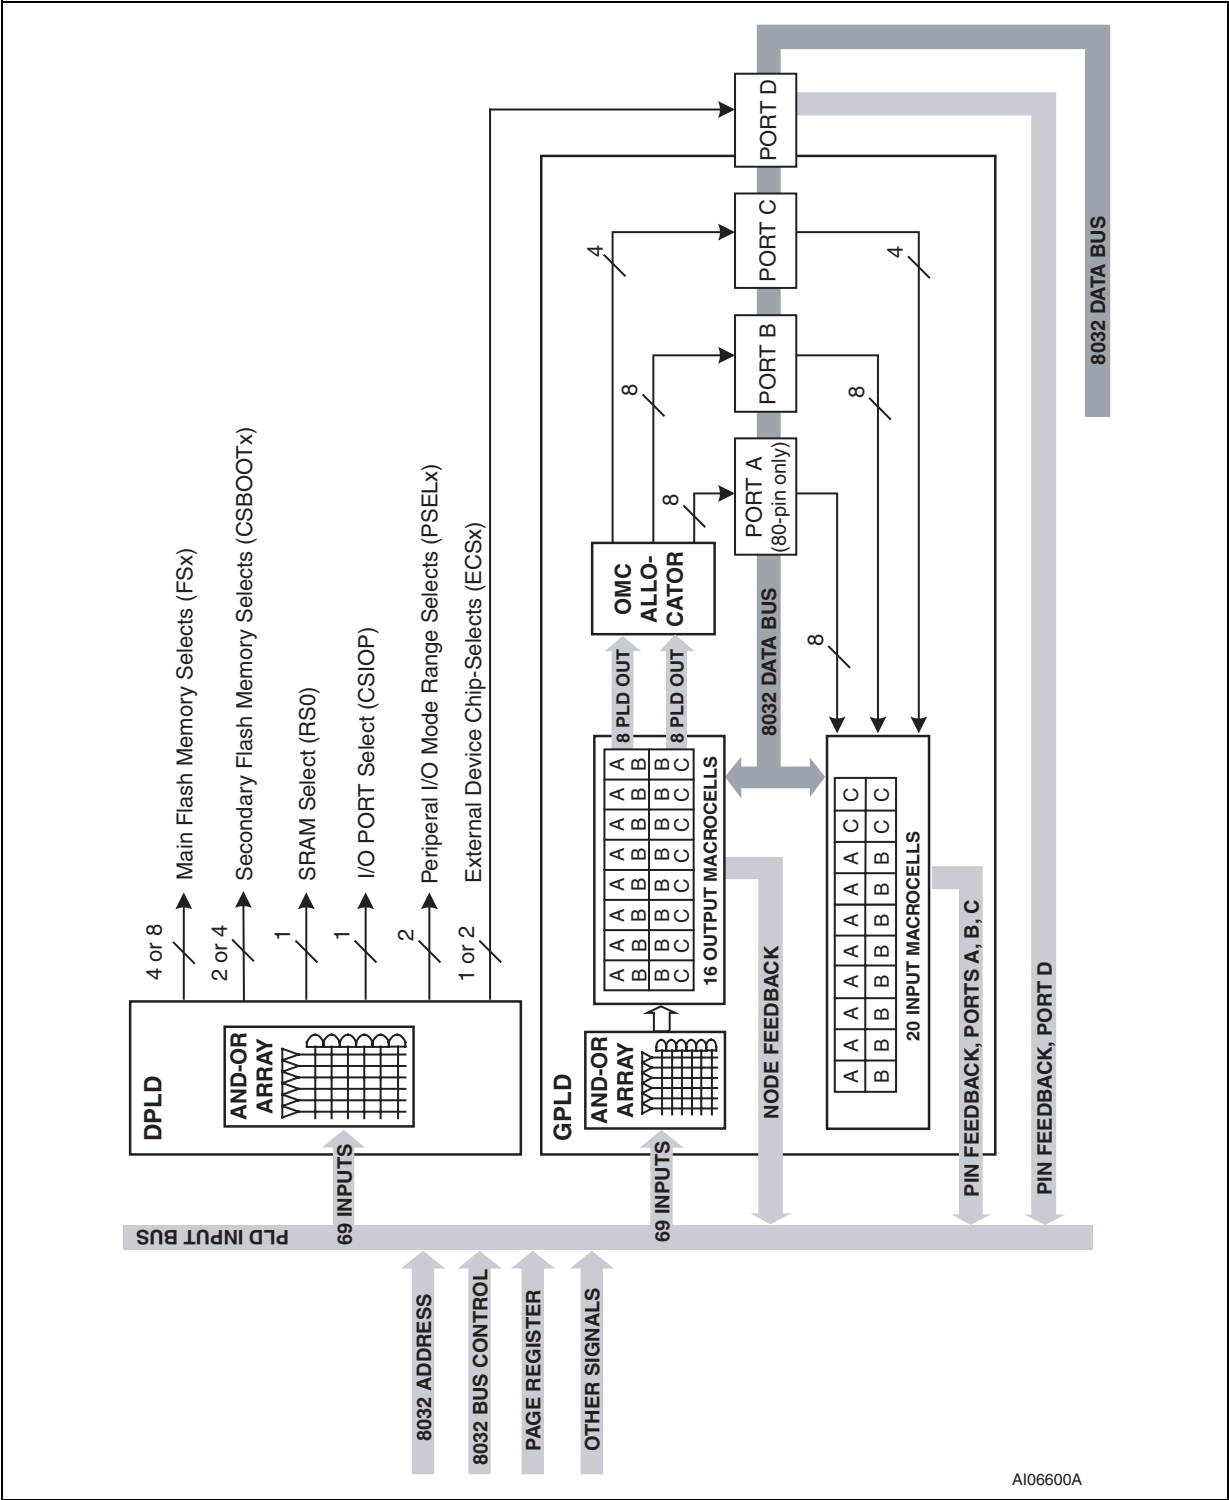 8032 ADDRESS
8032 BUS CONTROL
PAGE REGISTER
OTHER SIGNALS
PLD INPUT BUS
69 INPUTS
DPLD
AND-OR
ARRAY
4 or 8
Main Flash Memory Selects (FSx)
2 or 4
Secondary Flash Memory Selects (CSBOOTx)
1
SRAM Select (RS0)
1
I/O PORT Select (CSIOP)
2
Periperal I/O Mode Range Selects (PSELx)
1 or 2
External Device Chip-Selects (ECSx)
69 INPUTS
GPLD
AND-OR
ARRAY
A A A A A A A A
B B B B B B B B
B B B B B B B B
C C C C C C C C
16 OUTPUT MACROCELLS
8 PLD OUT
8 PLD OUT
OMC
ALLO-
CATOR
8
8
4
PORT A
(80-pin only)
PORT B
PORT C
PORT D
8032 DATA BUS
8
8
4
A A A A A A A A C C
B B B B B B B B C C
20 INPUT MACROCELLS
NODE FEEDBACK
PIN FEEDBACK, PORTS A, B, C
PIN FEEDBACK, PORT D
8032 DATA BUS
AI06600A